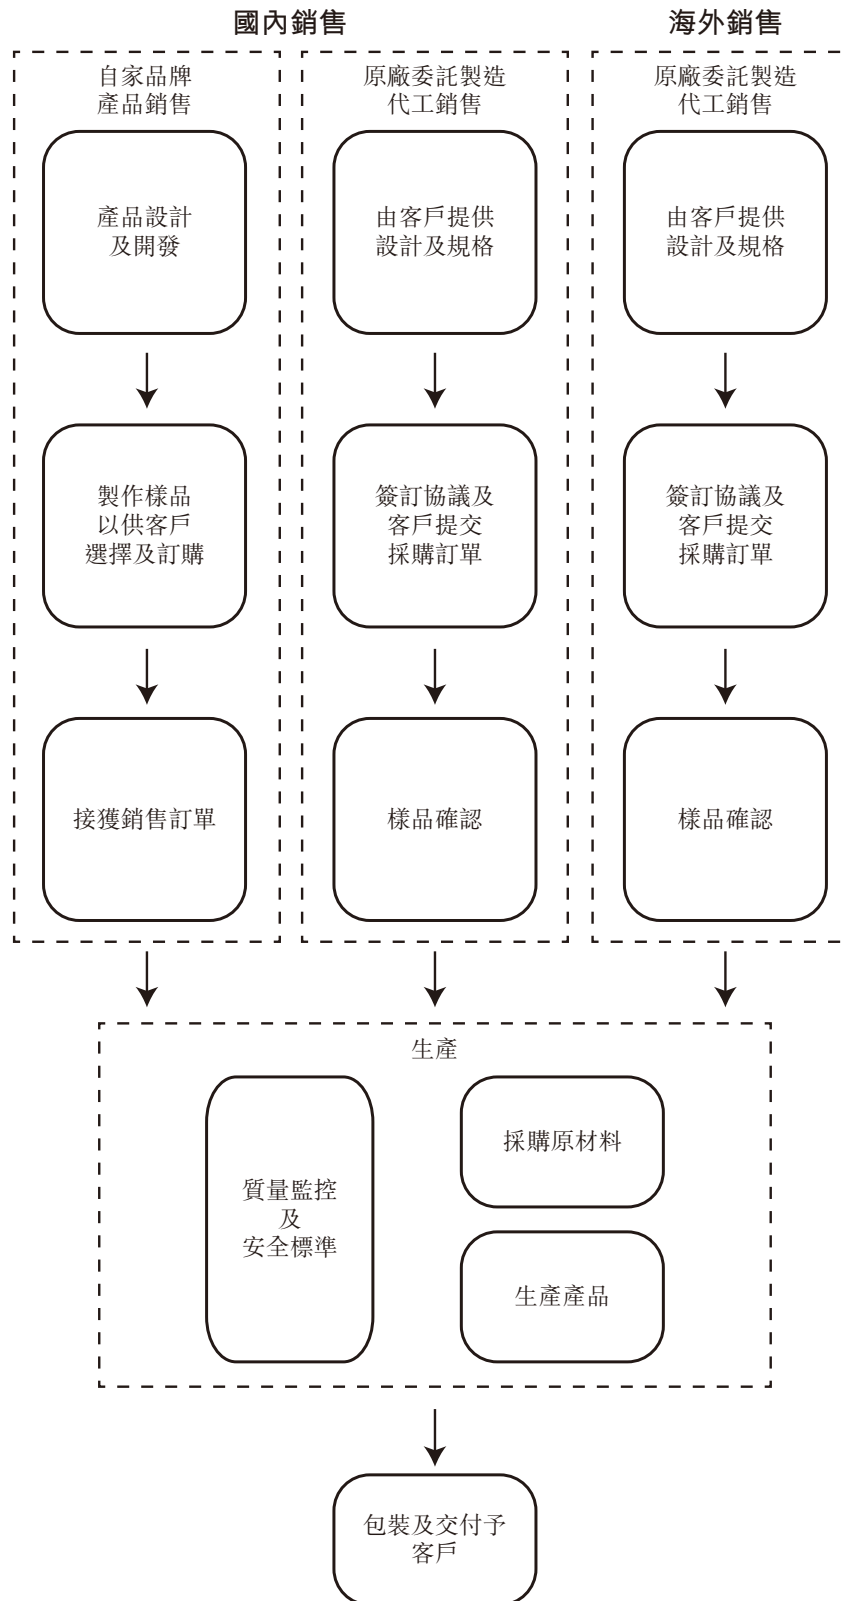 國內銷售
海外銷售
自家品牌
產品銷售
原廠委託製造
代工銷售
原廠委託製造
代工銷售
產品設計
及開發
由客戶提供
設計及規格
由客戶提供
設計及規格
製作樣品
以供客戶
選擇及訂購
簽訂協議及
客戶提交
採購訂單
簽訂協議及
客戶提交
採購訂單
接獲銷售訂單
樣品確認
樣品確認
生產
質量監控
及
安全標準
採購原材料
生產產品
包裝及交付予
客戶